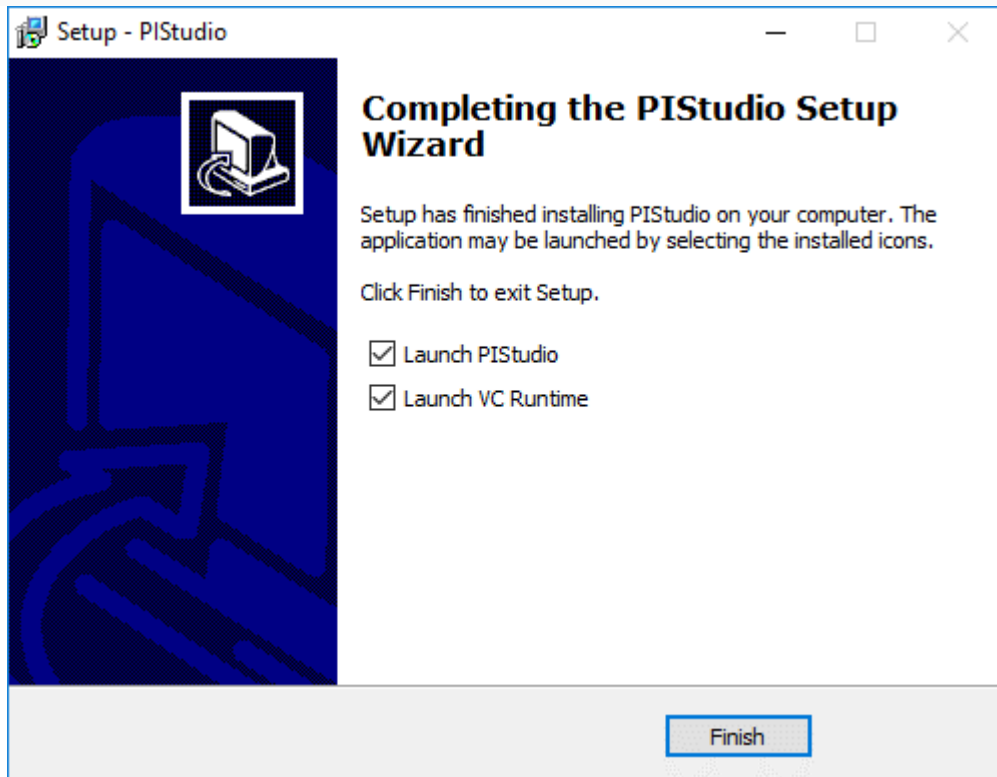 Setup - PIStudio
Completing the PIStudio Setup
Wizard
Setup has finished installing PIStudio on your computer. The
application may be launched by selecting the installed icons.
Click Finish to exit Setup.
Launch PIStudio
Launch VC Runtime
Finish